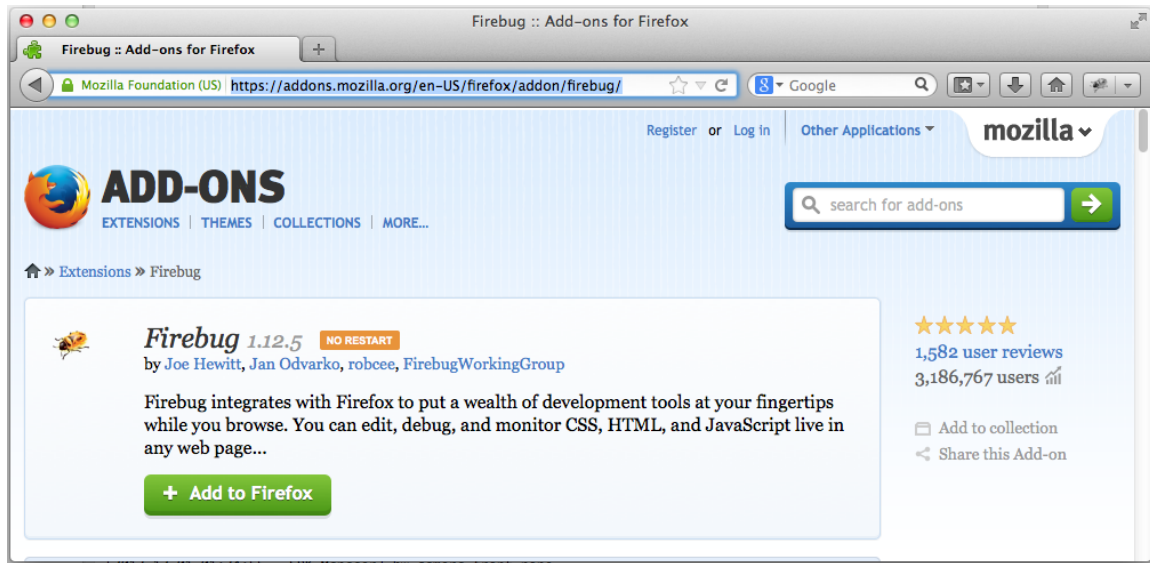 Firebug :: Add-ons for Firefox
Firebug :: Add-ons for Firefox
Mozilla Foundation (US) https://addons.mozilla.org/en-US/firefox/addon/firebug/ Google
Register or Log in Other Applications mozilla
ADD-ONS
EXTENSIONS | THEMES | COLLECTIONS | MORE...
search for add-ons
» Extensions » Firebug
Firebug 1.12.5 NO RESTART
by Joe Hewitt, Jan Odvarko, robcee, FirebugWorkingGroup
Firebug integrates with Firefox to put a wealth of development tools at your fingertips
while you browse. You can edit, debug, and monitor CSS, HTML, and JavaScript live in
any web page...
+ Add to Firefox
1,582 user reviews
3,186,767 users
Add to collection
Share this Add-on